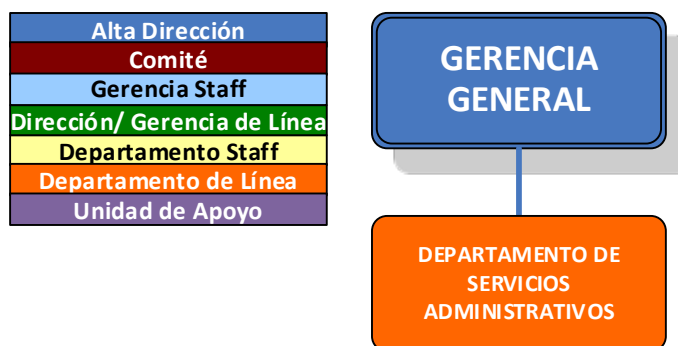 Alta Dirección
Comité
Gerencia Staff
Dirección/ Gerencia de Línea
Departamento Staff
Departamento de Línea
Unidad de Apoyo
GERENCIA
GENERAL
DEPARTAMENTO DE
SERVICIOS
ADMINISTRATIVOS